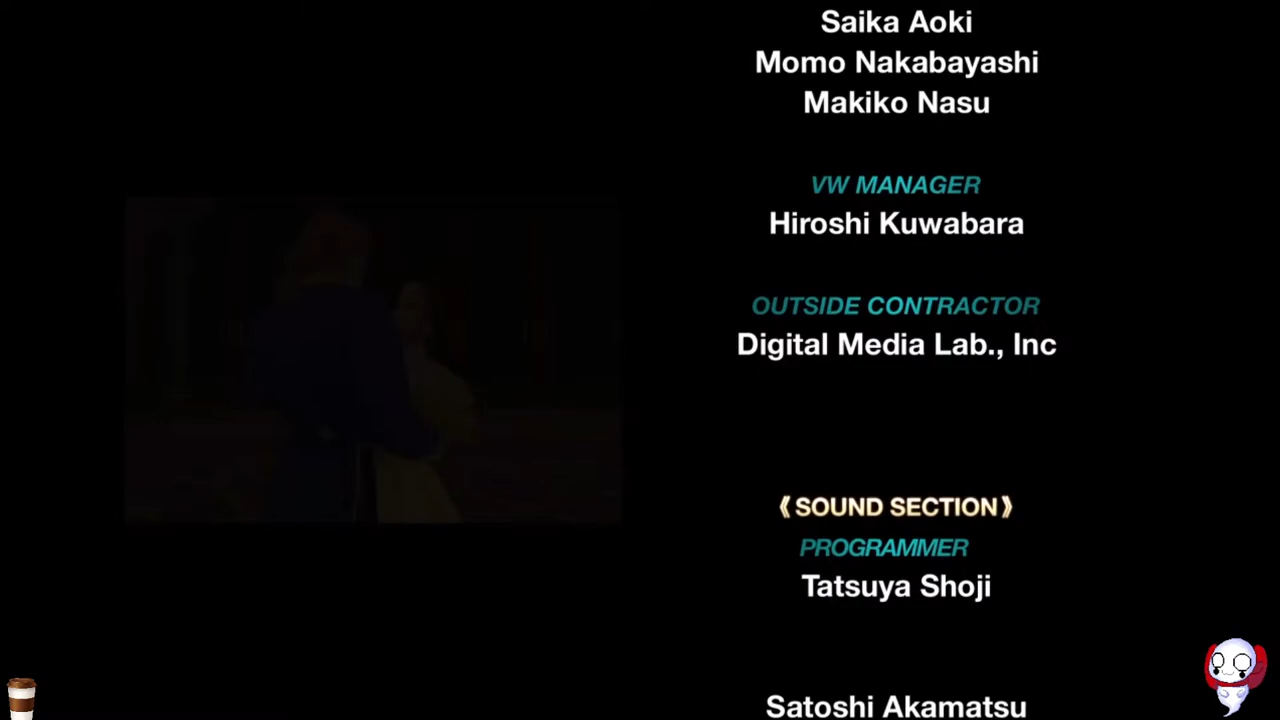 Saika Aoki
Momo Nakabayashi
Makiko Nasu
VW MANAGER
Hiroshi Kuwabara
OUTSIDE CONTRACTOR
Digital Media Lab., Inc
《SOUND SECTION》
PROGRAMMER
Tatsuya Shoji
Satoshi Akamatsu